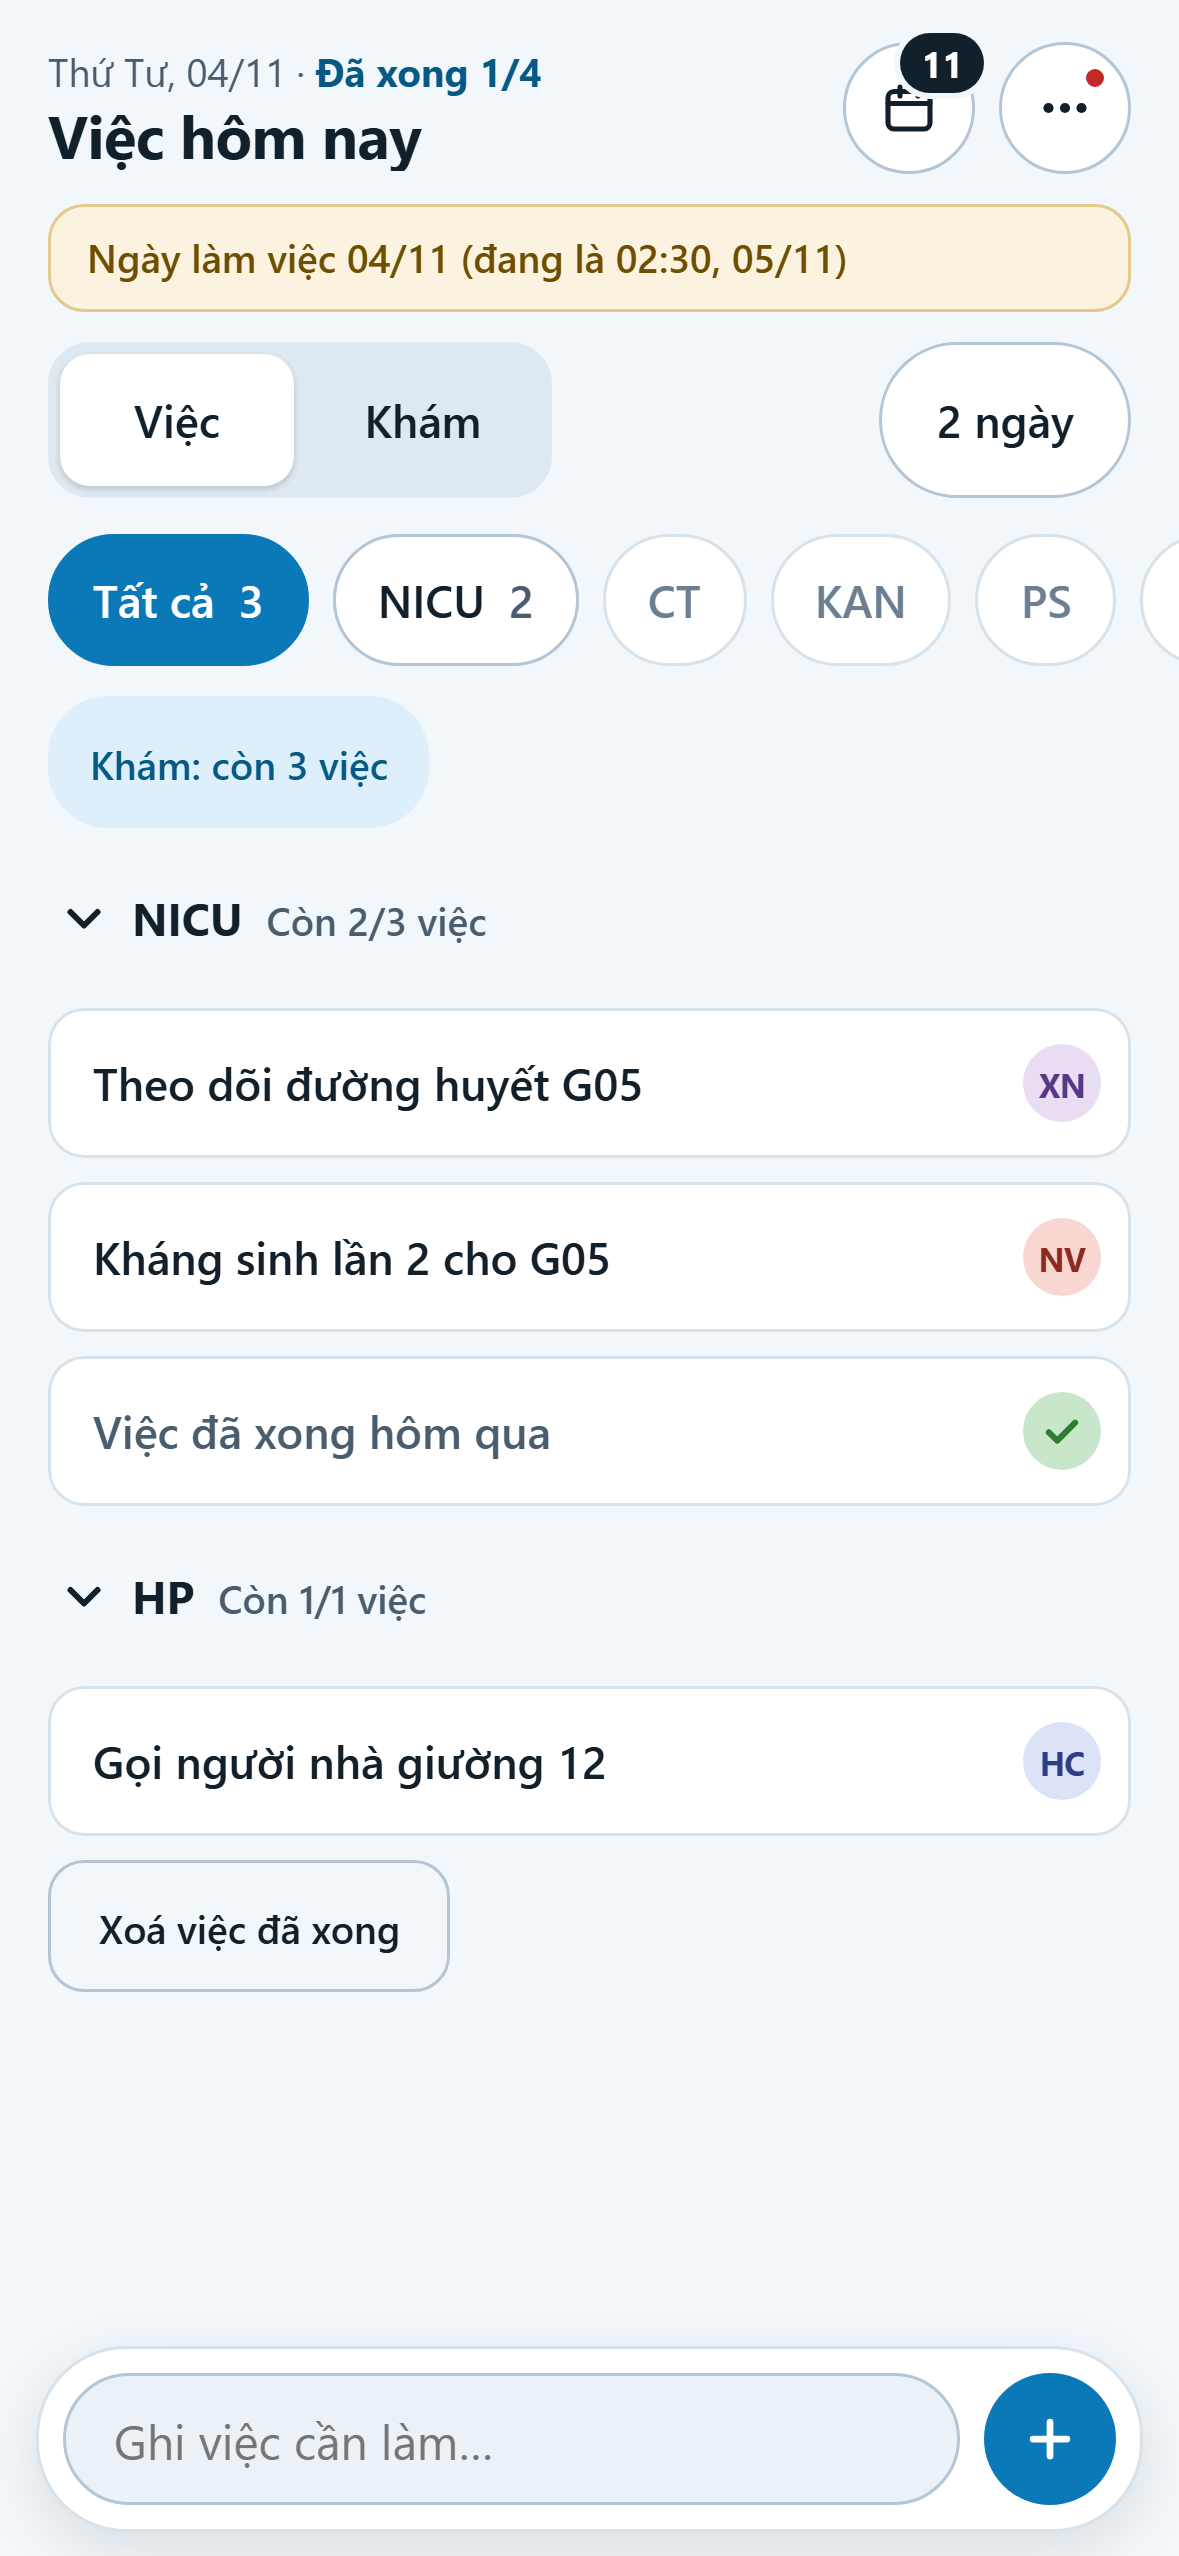 Thứ Tư, 04/11 · Đã xong 1/4
11
Việc hôm nay
Ngày làm việc 04/11 (đang là 02:30, 05/11)
Việc
Khám
2 ngày
Tất cả 3
NICU 2
CT
KAN
PS
Khám: còn 3 việc
NICU Còn 2/3 việc
Theo dõi đường huyết G05
XN
Kháng sinh lần 2 cho G05
NV
Việc đã xong hôm qua
HP Còn 1/1 việc
Gọi người nhà giường 12
HC
Xoá việc đã xong
Ghi việc cần làm...